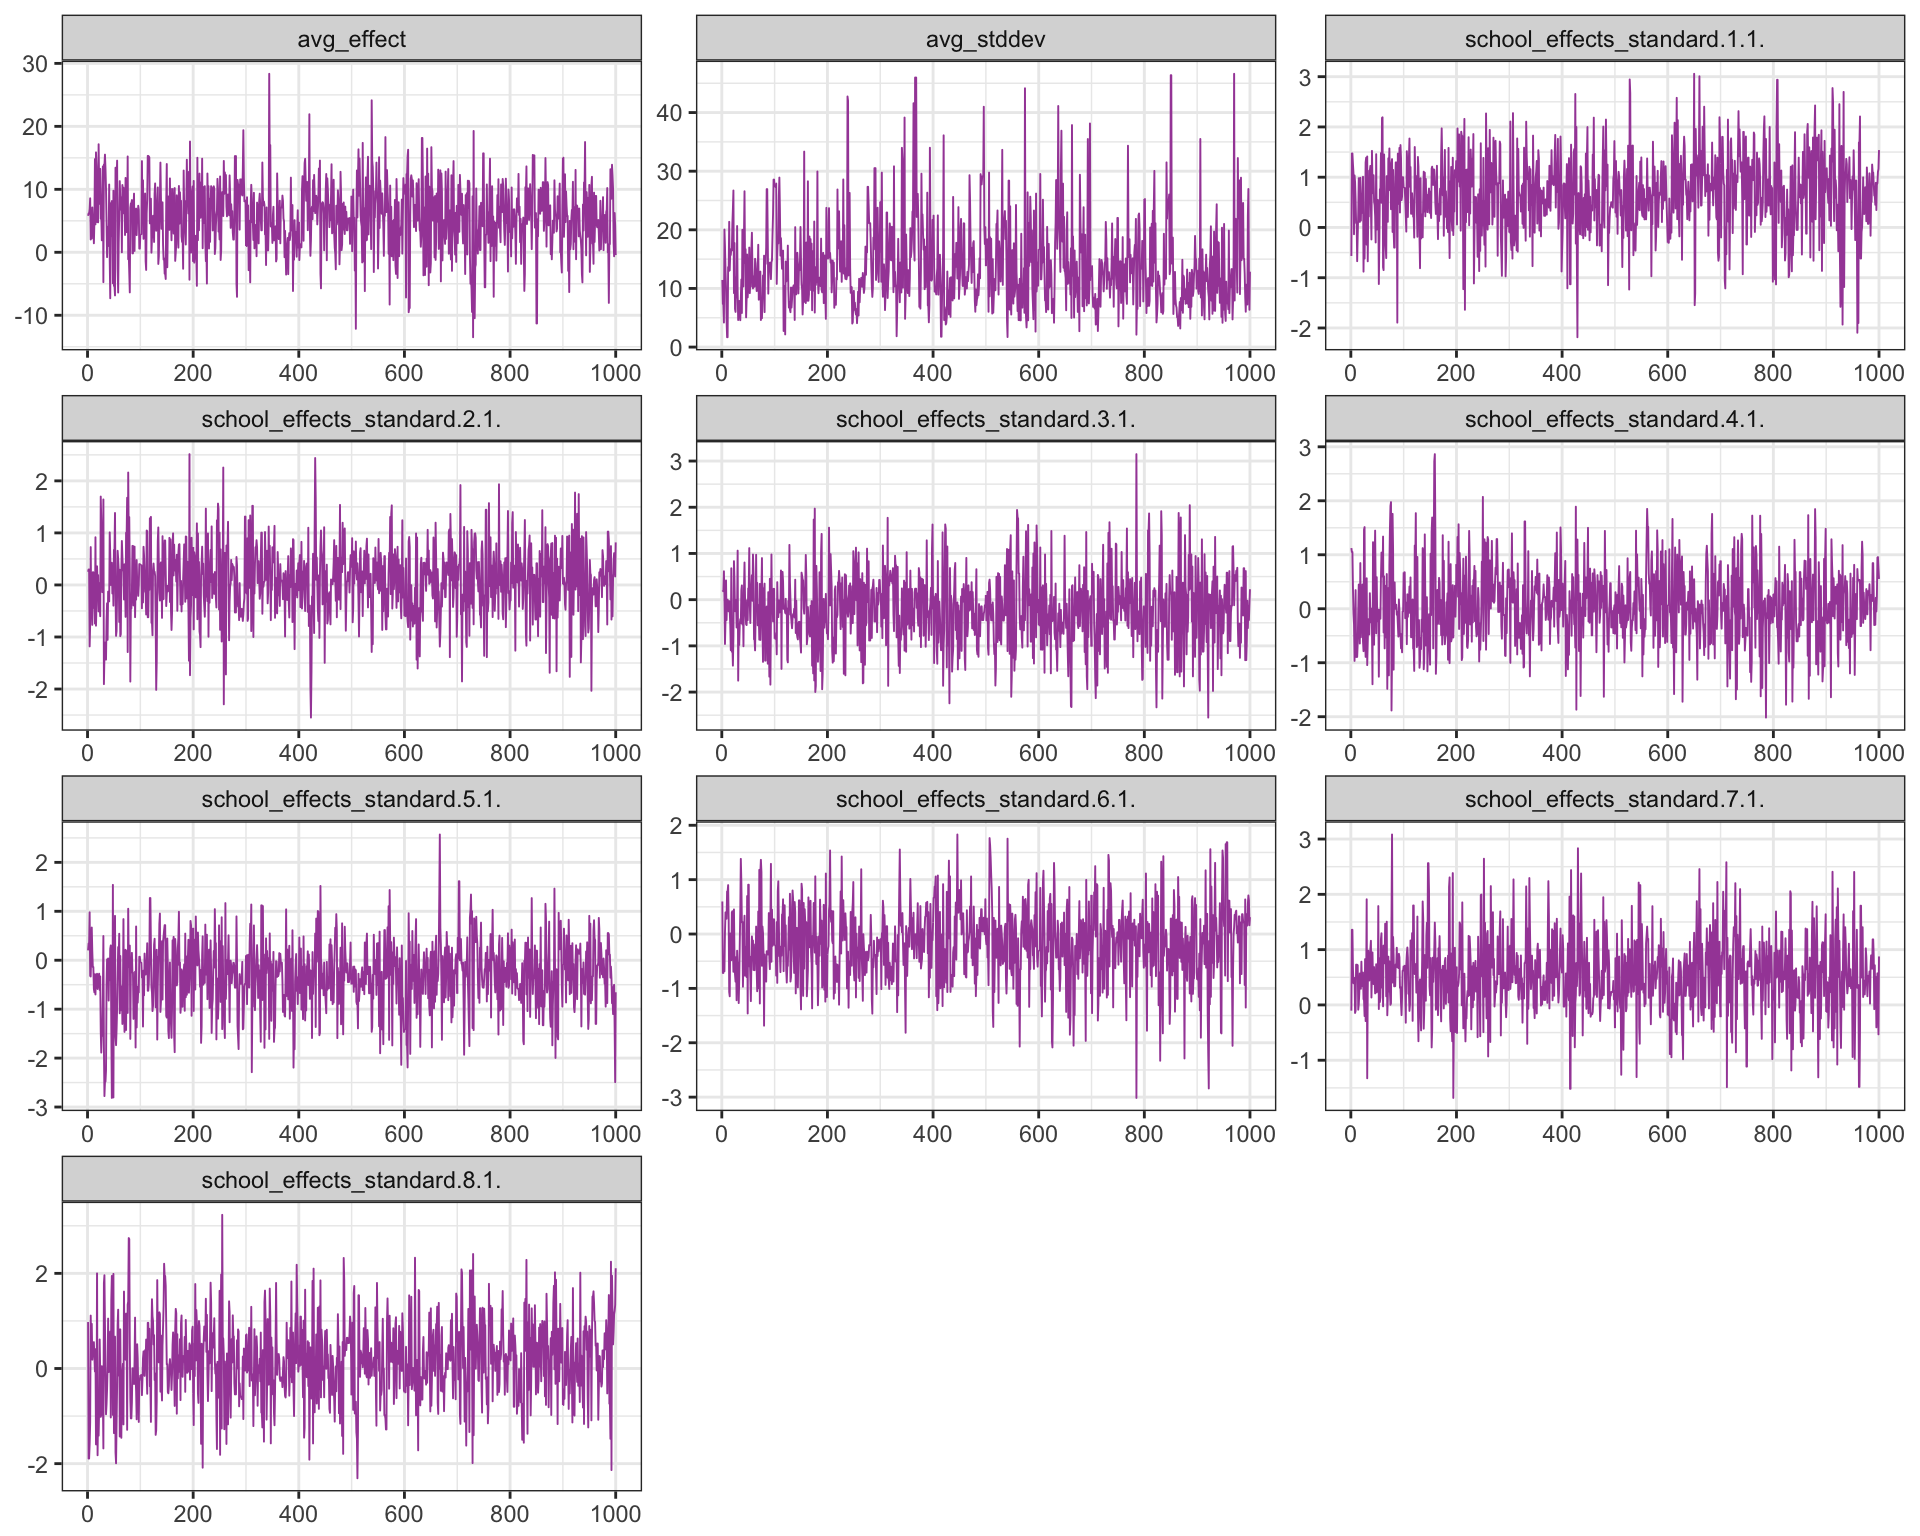 avg_effect
30
20
10
0
-10
0 200 400 600 800 1000
avg_stddev
40
30
20
10
0
0 200 400 600 800 1000
school_effects_standard.1.1.
3
2
1
0
-1
-2
0 200 400 600 800 1000
school_effects_standard.2.1.
2
1
0
-1
-2
0 200 400 600 800 1000
school_effects_standard.3.1.
3
2
1
0
-1
-2
0 200 400 600 800 1000
school_effects_standard.4.1.
3
2
1
0
-1
-2
0 200 400 600 800 1000
school_effects_standard.5.1.
2
1
0
-1
-2
-3
0 200 400 600 800 1000
school_effects_standard.6.1.
2
1
0
-1
-2
-3
0 200 400 600 800 1000
school_effects_standard.7.1.
3
2
1
0
-1
0 200 400 600 800 1000
school_effects_standard.8.1.
2
0
-2
0 200 400 600 800 1000